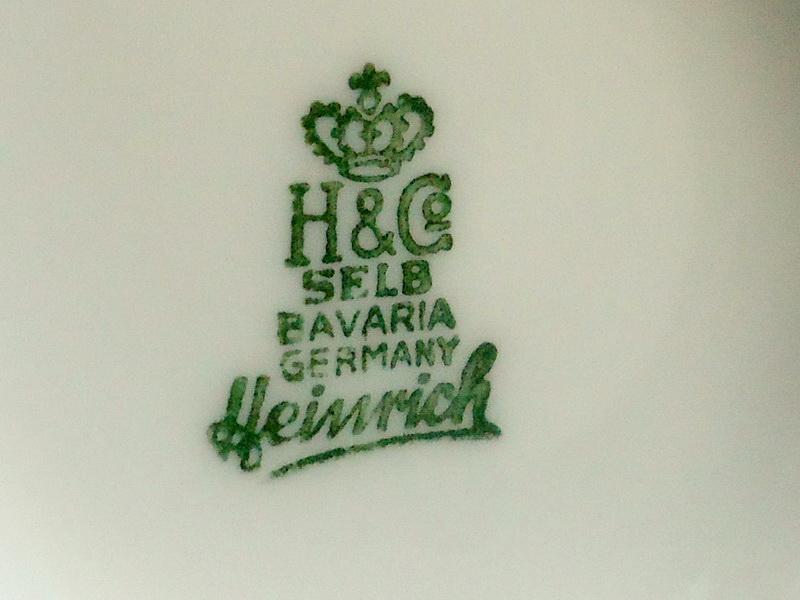 H&Co
SELB
BAVARIA
GERMANY
Heinrich